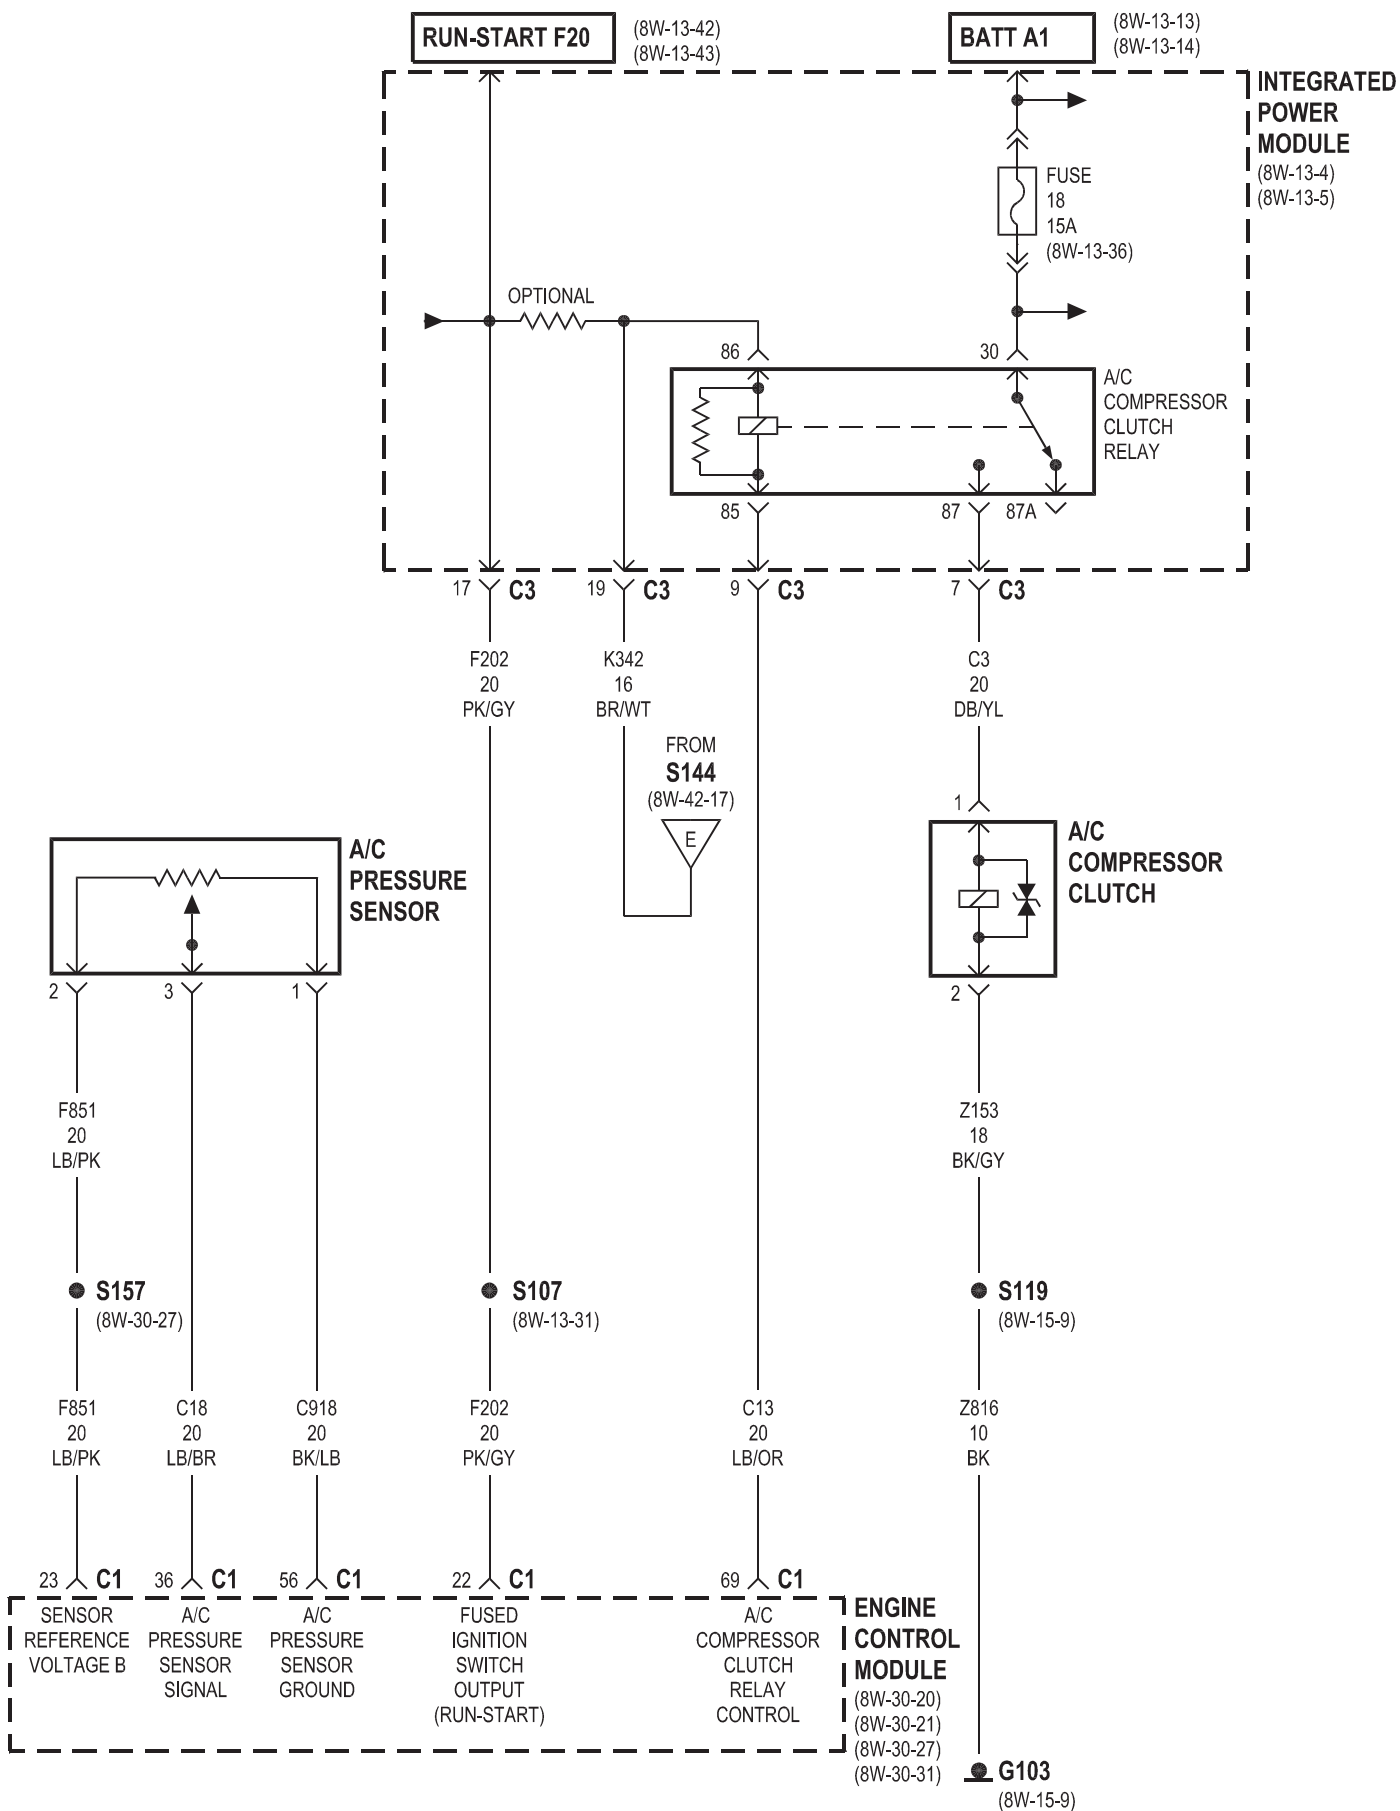 RUN-START F20
(8W-13-42)
(8W-13-43)
BATT A1
(8W-13-13)
(8W-13-14)
INTEGRATED
POWER
MODULE
(8W-13-4)
(8W-13-5)
FUSE
18
15A
(8W-13-36)
OPTIONAL
86
30
A/C
COMPRESSOR
CLUTCH
RELAY
85
87
87A
17
C3
19
C3
9
C3
7
C3
F202
20
PK/GY
K342
16
BR/WT
C3
20
DB/YL
FROM
S144
(8W-42-17)
E
1
A/C
COMPRESSOR
CLUTCH
2
A/C
PRESSURE
SENSOR
2
3
1
F851
20
LB/PK
Z153
18
BK/GY
S157
(8W-30-27)
S107
(8W-13-31)
S119
(8W-15-9)
F851
20
LB/PK
C18
20
LB/BR
C918
20
BK/LB
F202
20
PK/GY
C13
20
LB/OR
Z816
10
BK
23
C1
36
C1
56
C1
22
C1
69
C1
SENSOR
REFERENCE
VOLTAGE B
A/C
PRESSURE
SENSOR
SIGNAL
A/C
PRESSURE
SENSOR
GROUND
FUSED
IGNITION
SWITCH
OUTPUT
(RUN-START)
A/C
COMPRESSOR
CLUTCH
RELAY
CONTROL
ENGINE
CONTROL
MODULE
(8W-30-20)
(8W-30-21)
(8W-30-27)
(8W-30-31)
G103
(8W-15-9)